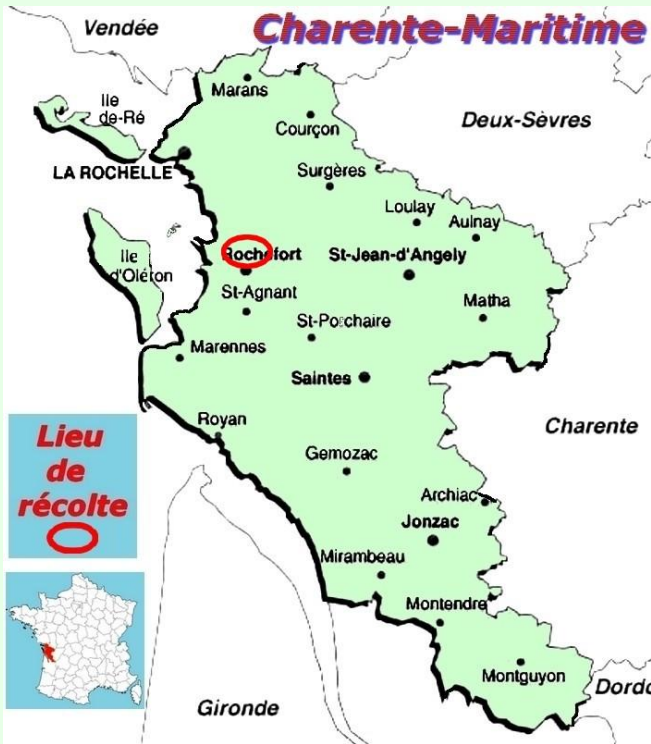 Vendée
Charente-Maritime
Marans
Ile
de-Ré
Courçon
Deux-Sèvres
LA ROCHELLE
Surgères
Loulay
Aulnay
Ile
d'Oléron
Rochefort
St-Jean-d'Angely
St-Agnant
Matha
St-Porchaire
Marennes
Saintes
Royan
Charente
Lieu
de
récolte
Gemozac
Archiac
Jonzac
Mirambeau
Montendre
Montguyon
Dordo
Gironde